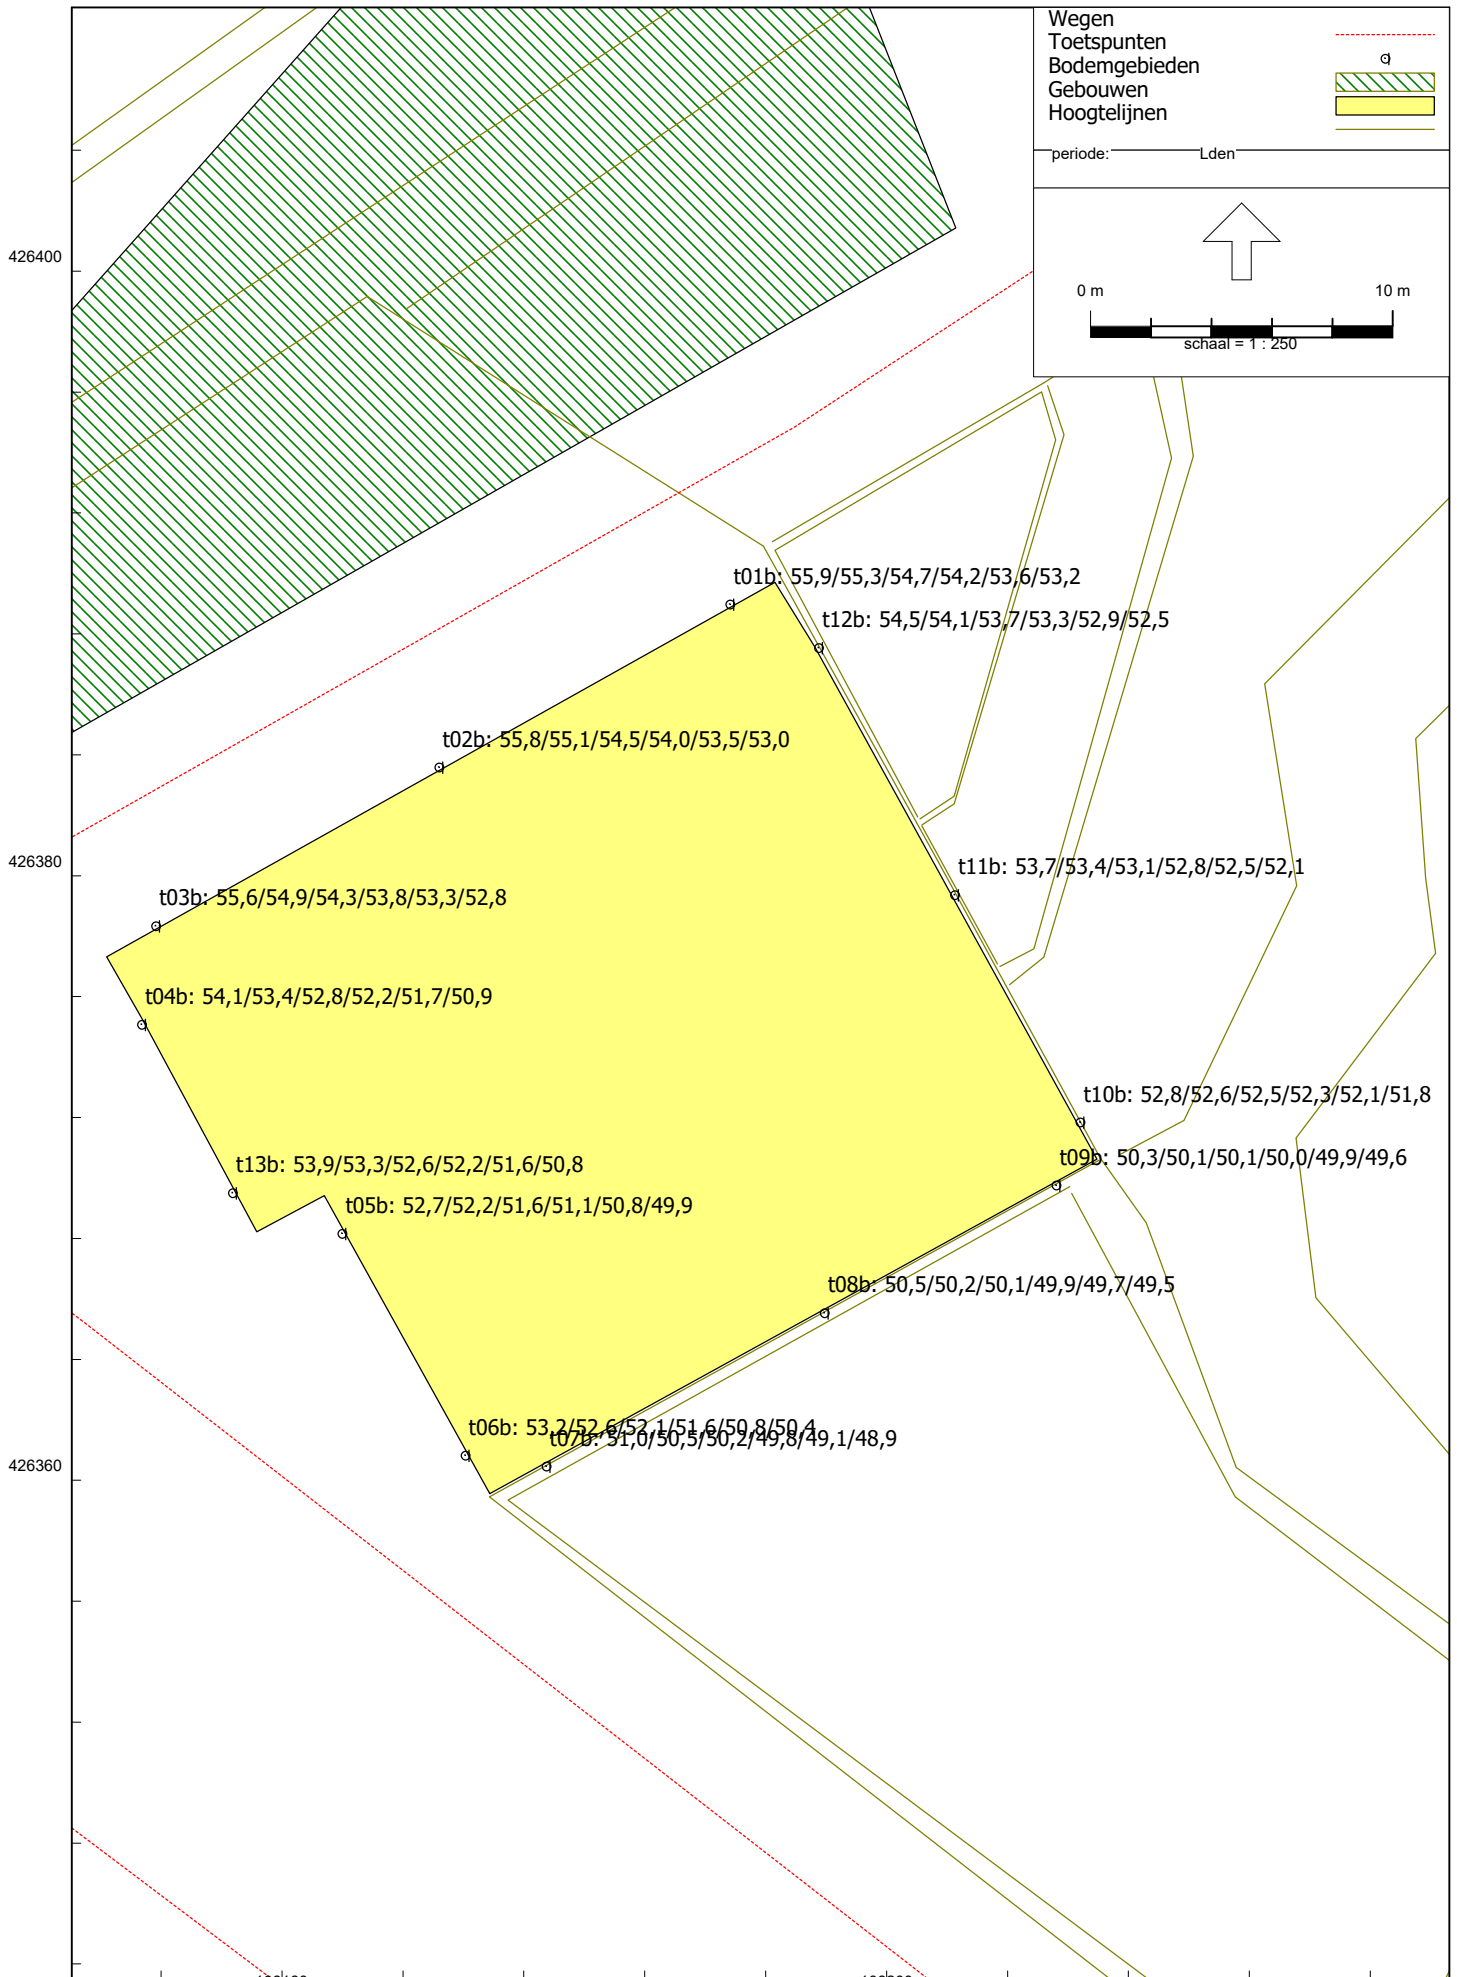 Wegen
Toetspunten
Bodemgebieden
Gebouwen
Hoogtelijnen
periode: Lden
0 m 10 m
schaal = 1 : 250
426400
t01b: 55,9/55,3/54,7/54,2/53,6/53,2
t12b: 54,5/54,1/53,7/53,3/52,9/52,5
t02b: 55,8/55,1/54,5/54,0/53,5/53,0
426380
t11b: 53,7/53,4/53,1/52,8/52,5/52,1
t03b: 55,6/54,9/54,3/53,8/53,3/52,8
t04b: 54,1/53,4/52,8/52,2/51,7/50,9
t10b: 52,8/52,6/52,5/52,3/52,1/51,8
t09b: 50,3/50,1/50,1/50,0/49,9/49,6
t13b: 53,9/53,3/52,6/52,2/51,6/50,8
t05b: 52,7/52,2/51,6/51,1/50,8/49,9
t08b: 50,5/50,2/50,1/49,9/49,7/49,5
t06b: 53,2/52,6/52,1/51,6/50,8/50,4
t07b: 51,0/50,5/50,2/49,8/49,1/48,9
426360